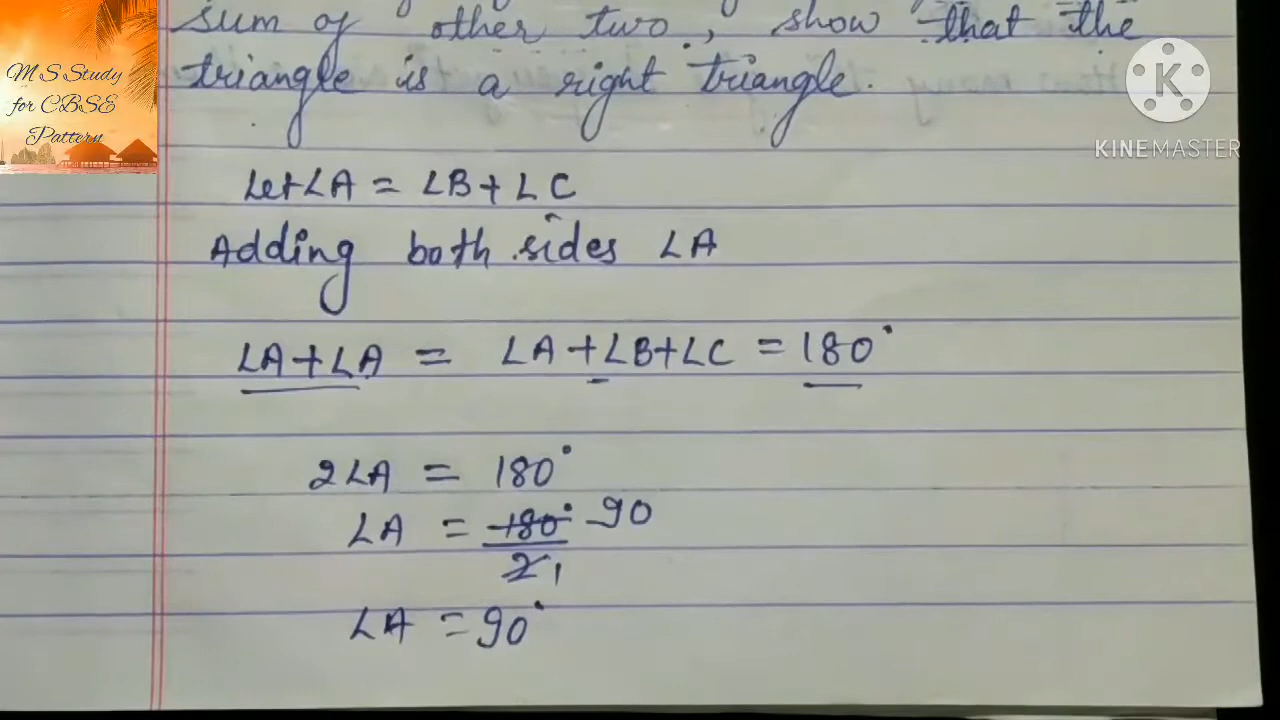 sum of other two, show that the
triangle is a right triangle.
M S Study
for CBSE
Pattern
K
KINEMASTER
Let ∠A = ∠B + ∠C
Adding both sides ∠A
∠A + ∠A = ∠A + ∠B + ∠C = 180°
2∠A = 180°
∠A = 180° 90
2 1
∠A = 90°